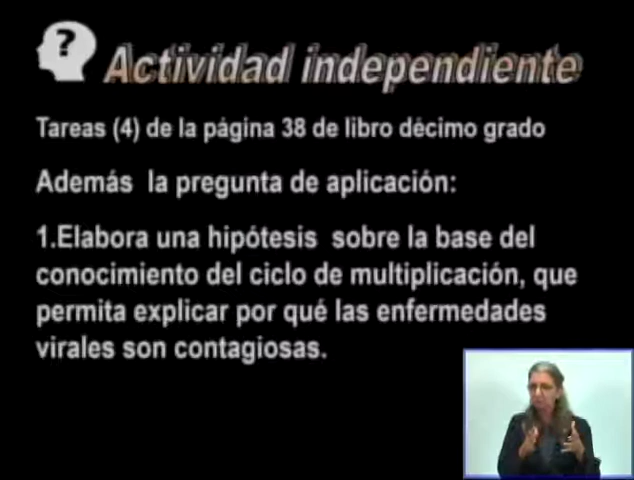 ?
Actividad independiente
Tareas (4) de la página 38 de libro décimo grado
Además la pregunta de aplicación:
1.Elabora una hipótesis sobre la base del
conocimiento del ciclo de multiplicación, que
permita explicar por qué las enfermedades
virales son contagiosas.